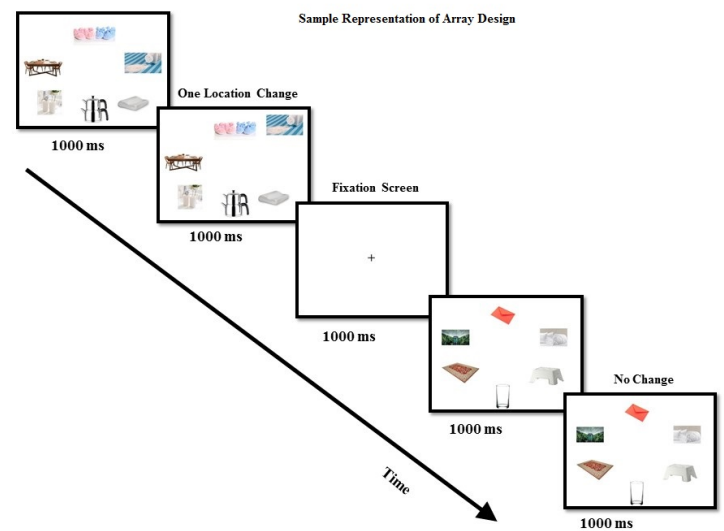 Sample Representation of Array Design
One Location Change
1000 ms
Fixation Screen
1000 ms
+
1000 ms
No Change
1000 ms
Time
1000 ms